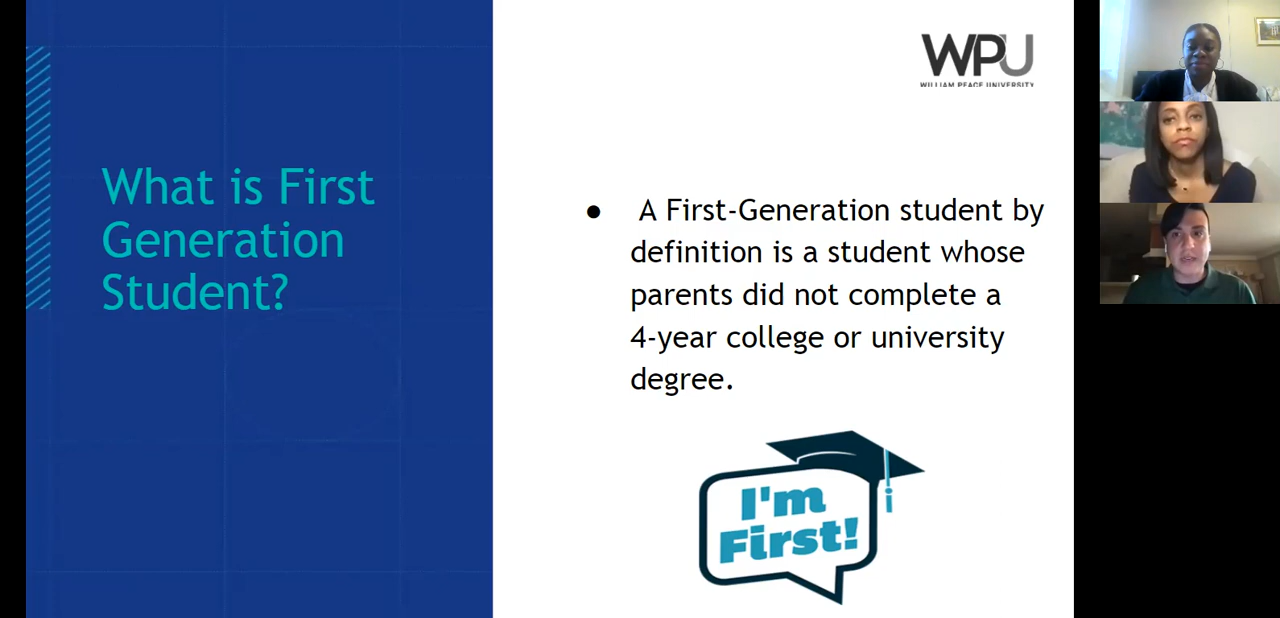 What is First
Generation
Student?
WPU
WILLIAM PEACE UNIVERSITY
● A First-Generation student by
definition is a student whose
parents did not complete a
4-year college or university
degree.
I'm
First!